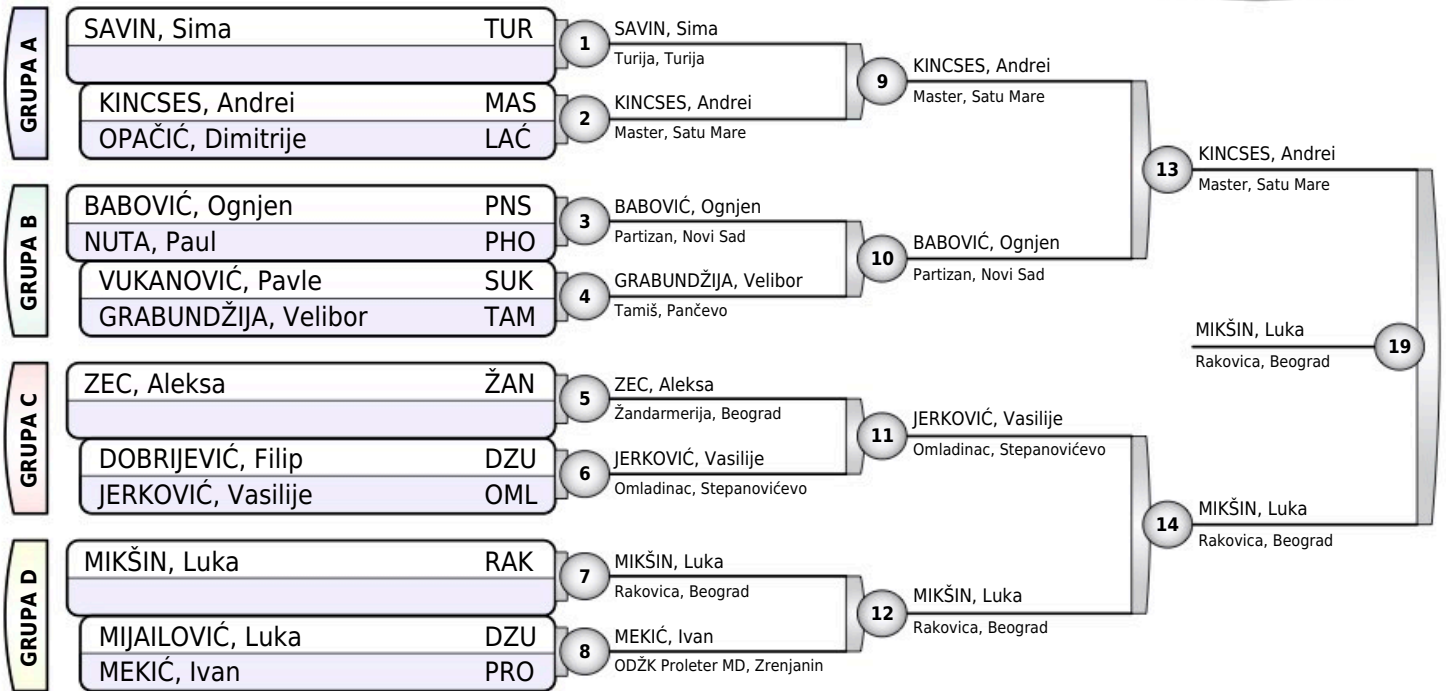 GRUPA A
SAVIN, Sima TUR
KINCSES, Andrei MAS
OPAČIĆ, Dimitrije LAĆ
GRUPA B
BABOVIĆ, Ognjen PNS
NUTA, Paul PHO
VUKANOVIĆ, Pavle SUK
GRABUNDŽIJA, Velibor TAM
GRUPA C
ZEC, Aleksa ŽAN
DOBRIJEVIĆ, Filip DZU
JERKOVIĆ, Vasilije OML
GRUPA D
MIKŠIN, Luka RAK
MIJAILOVIĆ, Luka DZU
MEKIĆ, Ivan PRO
1
SAVIN, Sima
Turija, Turija
2
KINCSES, Andrei
Master, Satu Mare
3
BABOVIĆ, Ognjen
Partizan, Novi Sad
4
GRABUNDŽIJA, Velibor
Tamiš, Pančevo
5
ZEC, Aleksa
Žandarmerija, Beograd
6
JERKOVIĆ, Vasilije
Omladinac, Stepanovićevo
7
MIKŠIN, Luka
Rakovica, Beograd
8
MEKIĆ, Ivan
ODŽK Proleter MD, Zrenjanin
9
KINCSES, Andrei
Master, Satu Mare
10
BABOVIĆ, Ognjen
Partizan, Novi Sad
11
JERKOVIĆ, Vasilije
Omladinac, Stepanovićevo
12
MIKŠIN, Luka
Rakovica, Beograd
13
KINCSES, Andrei
Master, Satu Mare
14
MIKŠIN, Luka
Rakovica, Beograd
MIKŠIN, Luka
Rakovica, Beograd
19